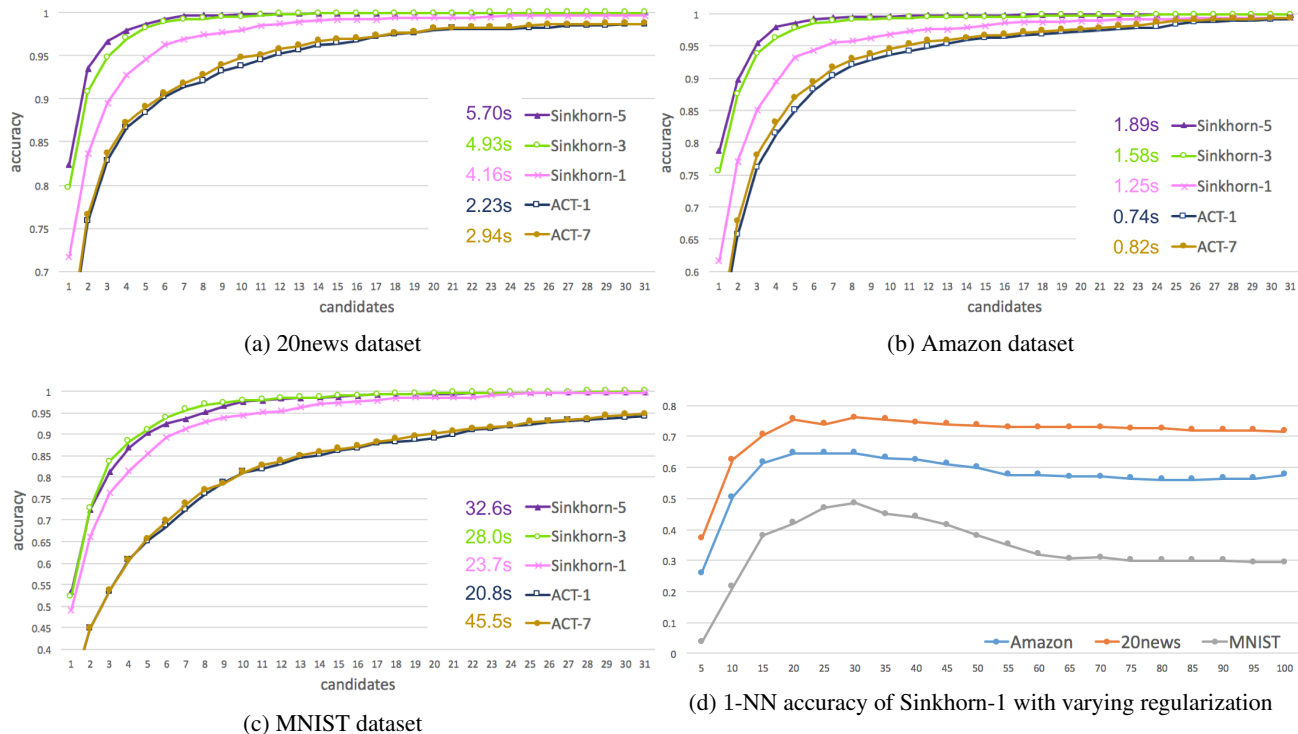 1
0.95
0.9
0.85
0.8
0.75
0.7
accuracy
5.70s Sinkhorn-5
4.93s Sinkhorn-3
4.16s Sinkhorn-1
2.23s ACT-1
2.94s ACT-7
1 2 3 4 5 6 7 8 9 10 11 12 13 14 15 16 17 18 19 20 21 22 23 24 25 26 27 28 29 30 31
candidates
(a) 20news dataset
1
0.95
0.9
0.85
0.8
0.75
0.7
0.65
0.6
accuracy
1.89s Sinkhorn-5
1.58s Sinkhorn-3
1.25s Sinkhorn-1
0.74s ACT-1
0.82s ACT-7
1 2 3 4 5 6 7 8 9 10 11 12 13 14 15 16 17 18 19 20 21 22 23 24 25 26 27 28 29 30 31
candidates
(b) Amazon dataset
1
0.95
0.9
0.85
0.8
0.75
0.7
0.65
0.6
0.55
0.5
0.45
0.4
accuracy
32.6s Sinkhorn-5
28.0s Sinkhorn-3
23.7s Sinkhorn-1
20.8s ACT-1
45.5s ACT-7
1 2 3 4 5 6 7 8 9 10 11 12 13 14 15 16 17 18 19 20 21 22 23 24 25 26 27 28 29 30 31
candidates
(c) MNIST dataset
0.8
0.7
0.6
0.5
0.4
0.3
0.2
0.1
0
Amazon 20news MNIST
5 10 15 20 25 30 35 40 45 50 55 60 65 70 75 80 85 90 95 100
(d) 1-NN accuracy of Sinkhorn-1 with varying regularization